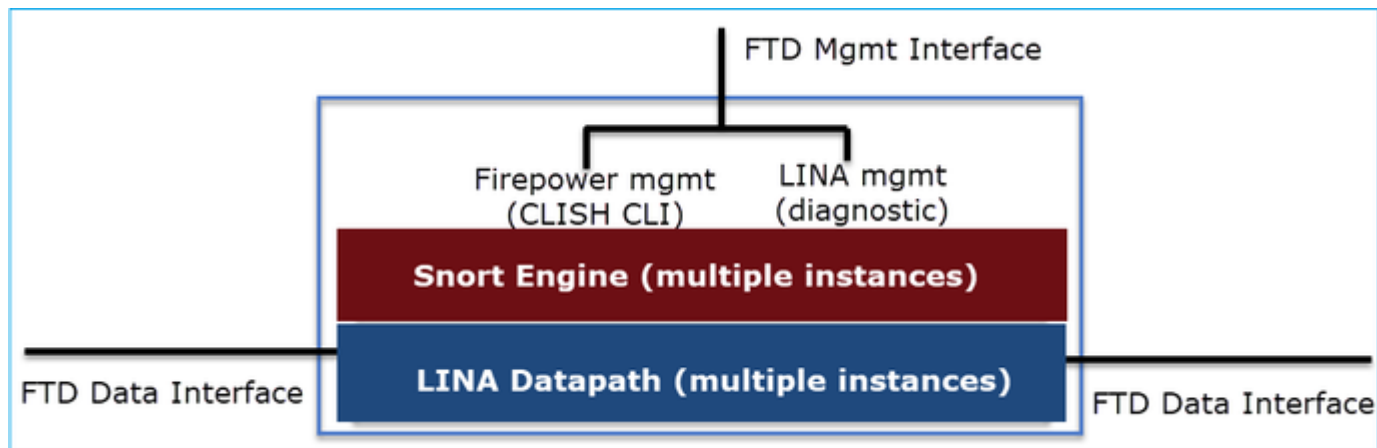 FTD Mgmt Interface
Firepower mgmt
(CLISH CLI)
LINA mgmt
(diagnostic)
Snort Engine (multiple instances)
LINA Datapath (multiple instances)
FTD Data Interface
FTD Data Interface